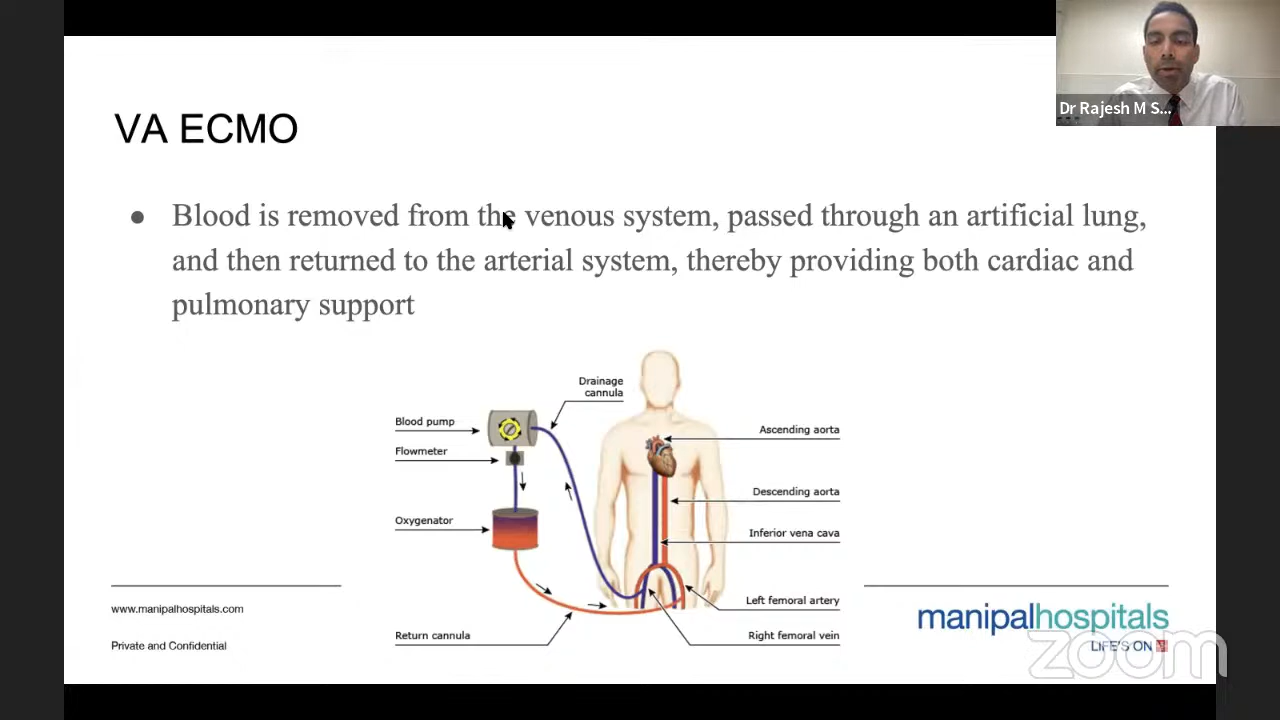 Dr Rajesh M S...
VA ECMO
● Blood is removed from the venous system, passed through an artificial lung,
and then returned to the arterial system, thereby providing both cardiac and
pulmonary support
Drainage
cannula
Blood pump
Flowmeter
Oxygenator
Return cannula
Ascending aorta
Descending aorta
Inferior vena cava
Left femoral artery
Right femoral vein
www.manipalhospitals.com
Private and Confidential
manipalhospitals
LIFE'S ON
zoom